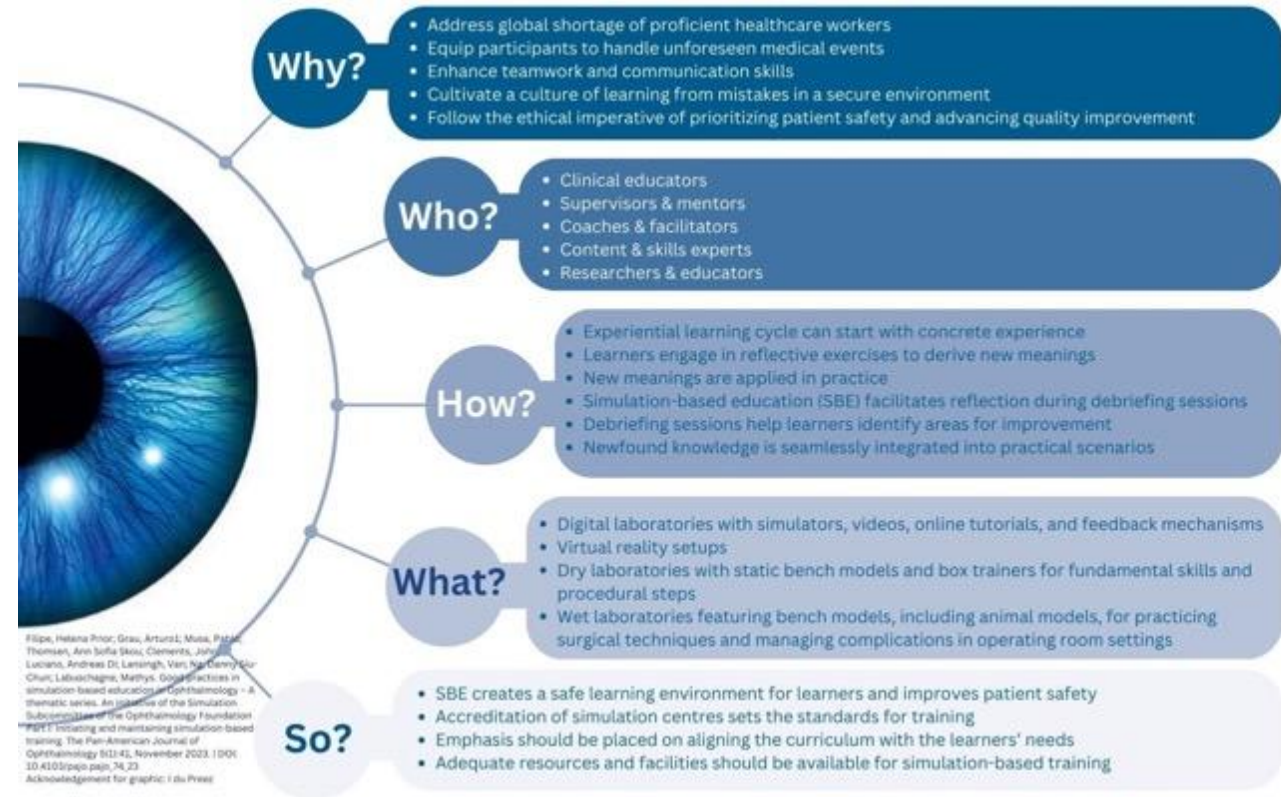 Why?
• Address global shortage of proficient healthcare workers
• Equip participants to handle unforeseen medical events
• Enhance teamwork and communication skills
• Cultivate a culture of learning from mistakes in a secure environment
• Follow the ethical imperative of prioritizing patient safety and advancing quality improvement
Who?
• Clinical educators
• Supervisors & mentors
• Coaches & facilitators
• Content & skills experts
• Researchers & educators
How?
• Experiential learning cycle can start with concrete experience
• Learners engage in reflective exercises to derive new meanings
• New meanings are applied in practice
• Simulation-based education (SBE) facilitates reflection during debriefing sessions
• Debriefing sessions help learners identify areas for improvement
• Newfound knowledge is seamlessly integrated into practical scenarios
What?
• Digital laboratories with simulators, videos, online tutorials, and feedback mechanisms
• Virtual reality setups
• Dry laboratories with static bench models and box trainers for fundamental skills and
procedural steps
• Wet laboratories featuring bench models, including animal models, for practicing
surgical techniques and managing complications in operating room settings
So?
• SBE creates a safe learning environment for learners and improves patient safety
• Accreditation of simulation centres sets the standards for training
• Emphasis should be placed on aligning the curriculum with the learners' needs
• Adequate resources and facilities should be available for simulation-based training
Filipe, Helena Prior; Grau, Arturo1; Musa, Pablo;
Thomsen, Ann Sofia Skou; Clements, John
Luciano, Andreas Di; Lansingh, Van; Ng, Danny Siu-
Chun; Labuschagne, Mathys. Good practices in
simulation-based education in Ophthalmology – A
thematic series. An initiative of the Simulation
Subcommittee of the Ophthalmology Foundation
Part I: Initiating and maintaining simulation-based
training. The Pan-American Journal of
Ophthalmology 5(1):41, November 2023. | DOI:
10.4103/pajo.pajo_74_23
Acknowledgement for graphic: I du Preez